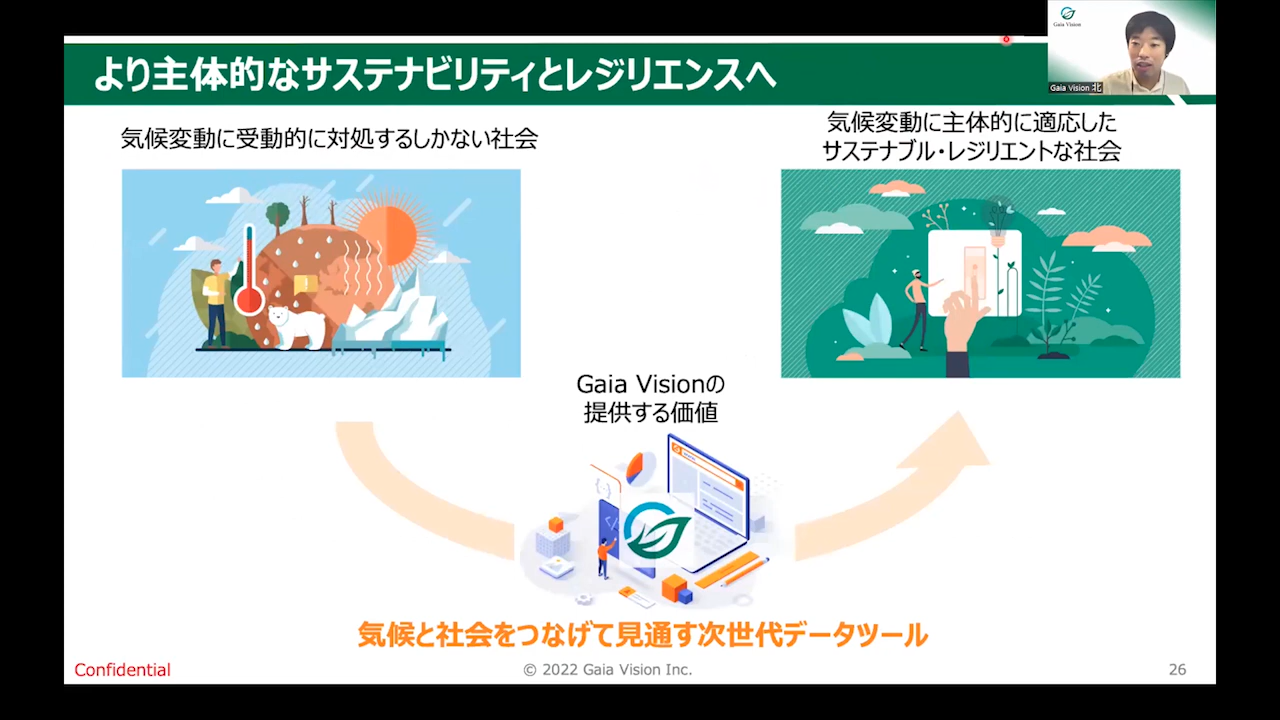 より主体的なサステナビリティとレジリエンスへ
Gaia Vision
Gaia Vision 北
気候変動に受動的に対処するしかない社会
気候変動に主体的に適応した
サステナブル・レジリエントな社会
Gaia Visionの
提供する価値
気候と社会をつなげて見通す次世代データツール
Confidential
© 2022 Gaia Vision Inc.
26